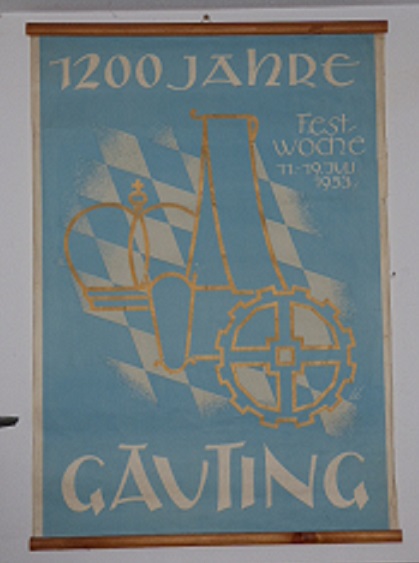 1200 JAHRE
Fest-
woche
11.-19. JULI
1953.
GAUTING